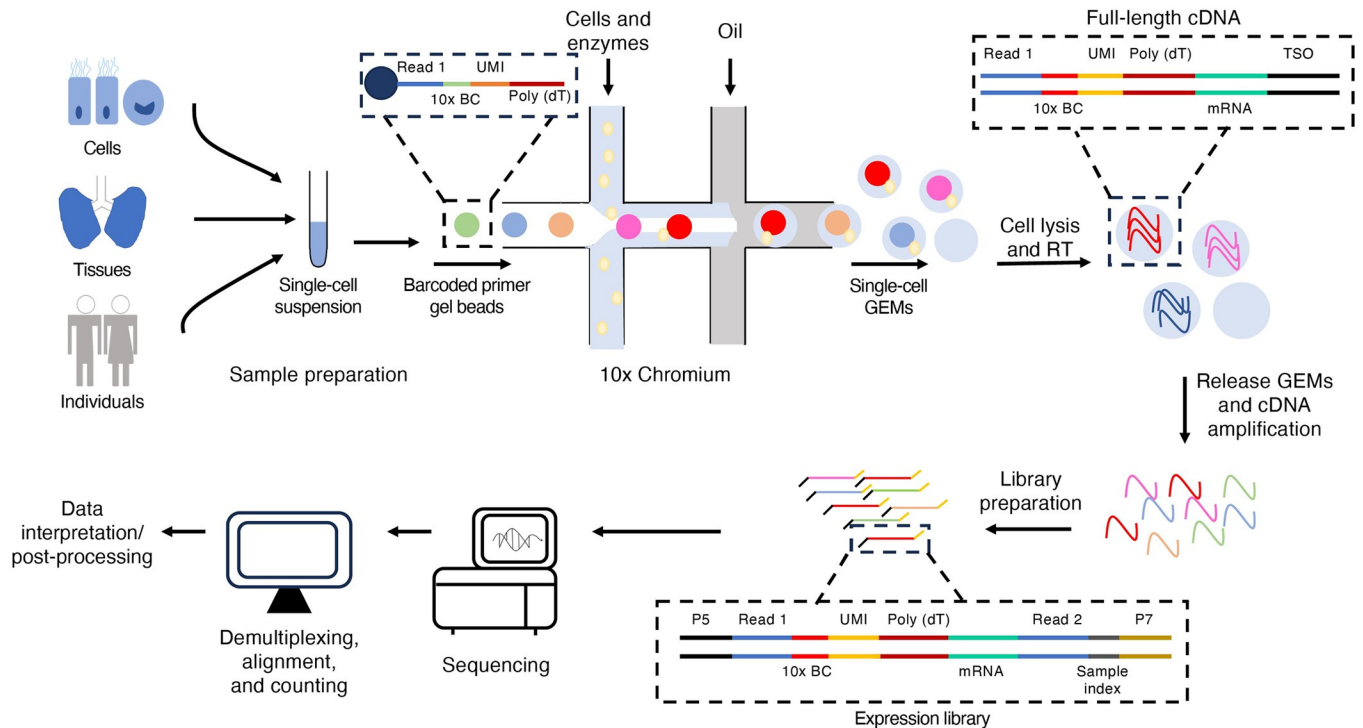 Cells
Tissues
Individuals
Single-cell
suspension
Sample preparation
Read 1
UMI
10x BC
Poly (dT)
Barcoded primer
gel beads
Cells and
enzymes
Oil
10x Chromium
Single-cell
GEMs
Cell lysis
and RT
Full-length cDNA
Read 1
UMI
Poly (dT)
TSO
10x BC
mRNA
Release GEMs
and cDNA
amplification
Library
preparation
P5
Read 1
UMI
Poly (dT)
Read 2
P7
10x BC
mRNA
Sample
index
Expression library
Sequencing
Demultiplexing,
alignment,
and counting
Data
interpretation/
post-processing